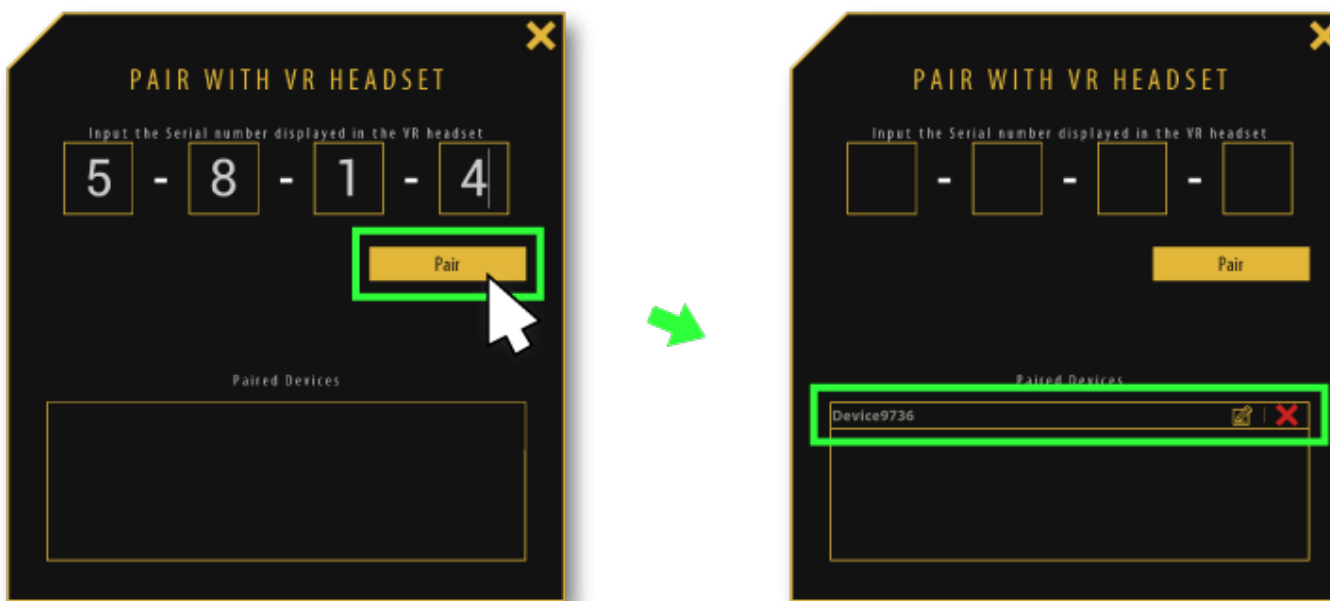 PAIR WITH VR HEADSET
Input the Serial number displayed in the VR headset
5 - 8 - 1 - 4
Pair
Paired Devices
PAIR WITH VR HEADSET
Input the Serial number displayed in the VR headset
- - -
Pair
Paired Devices
Device9736